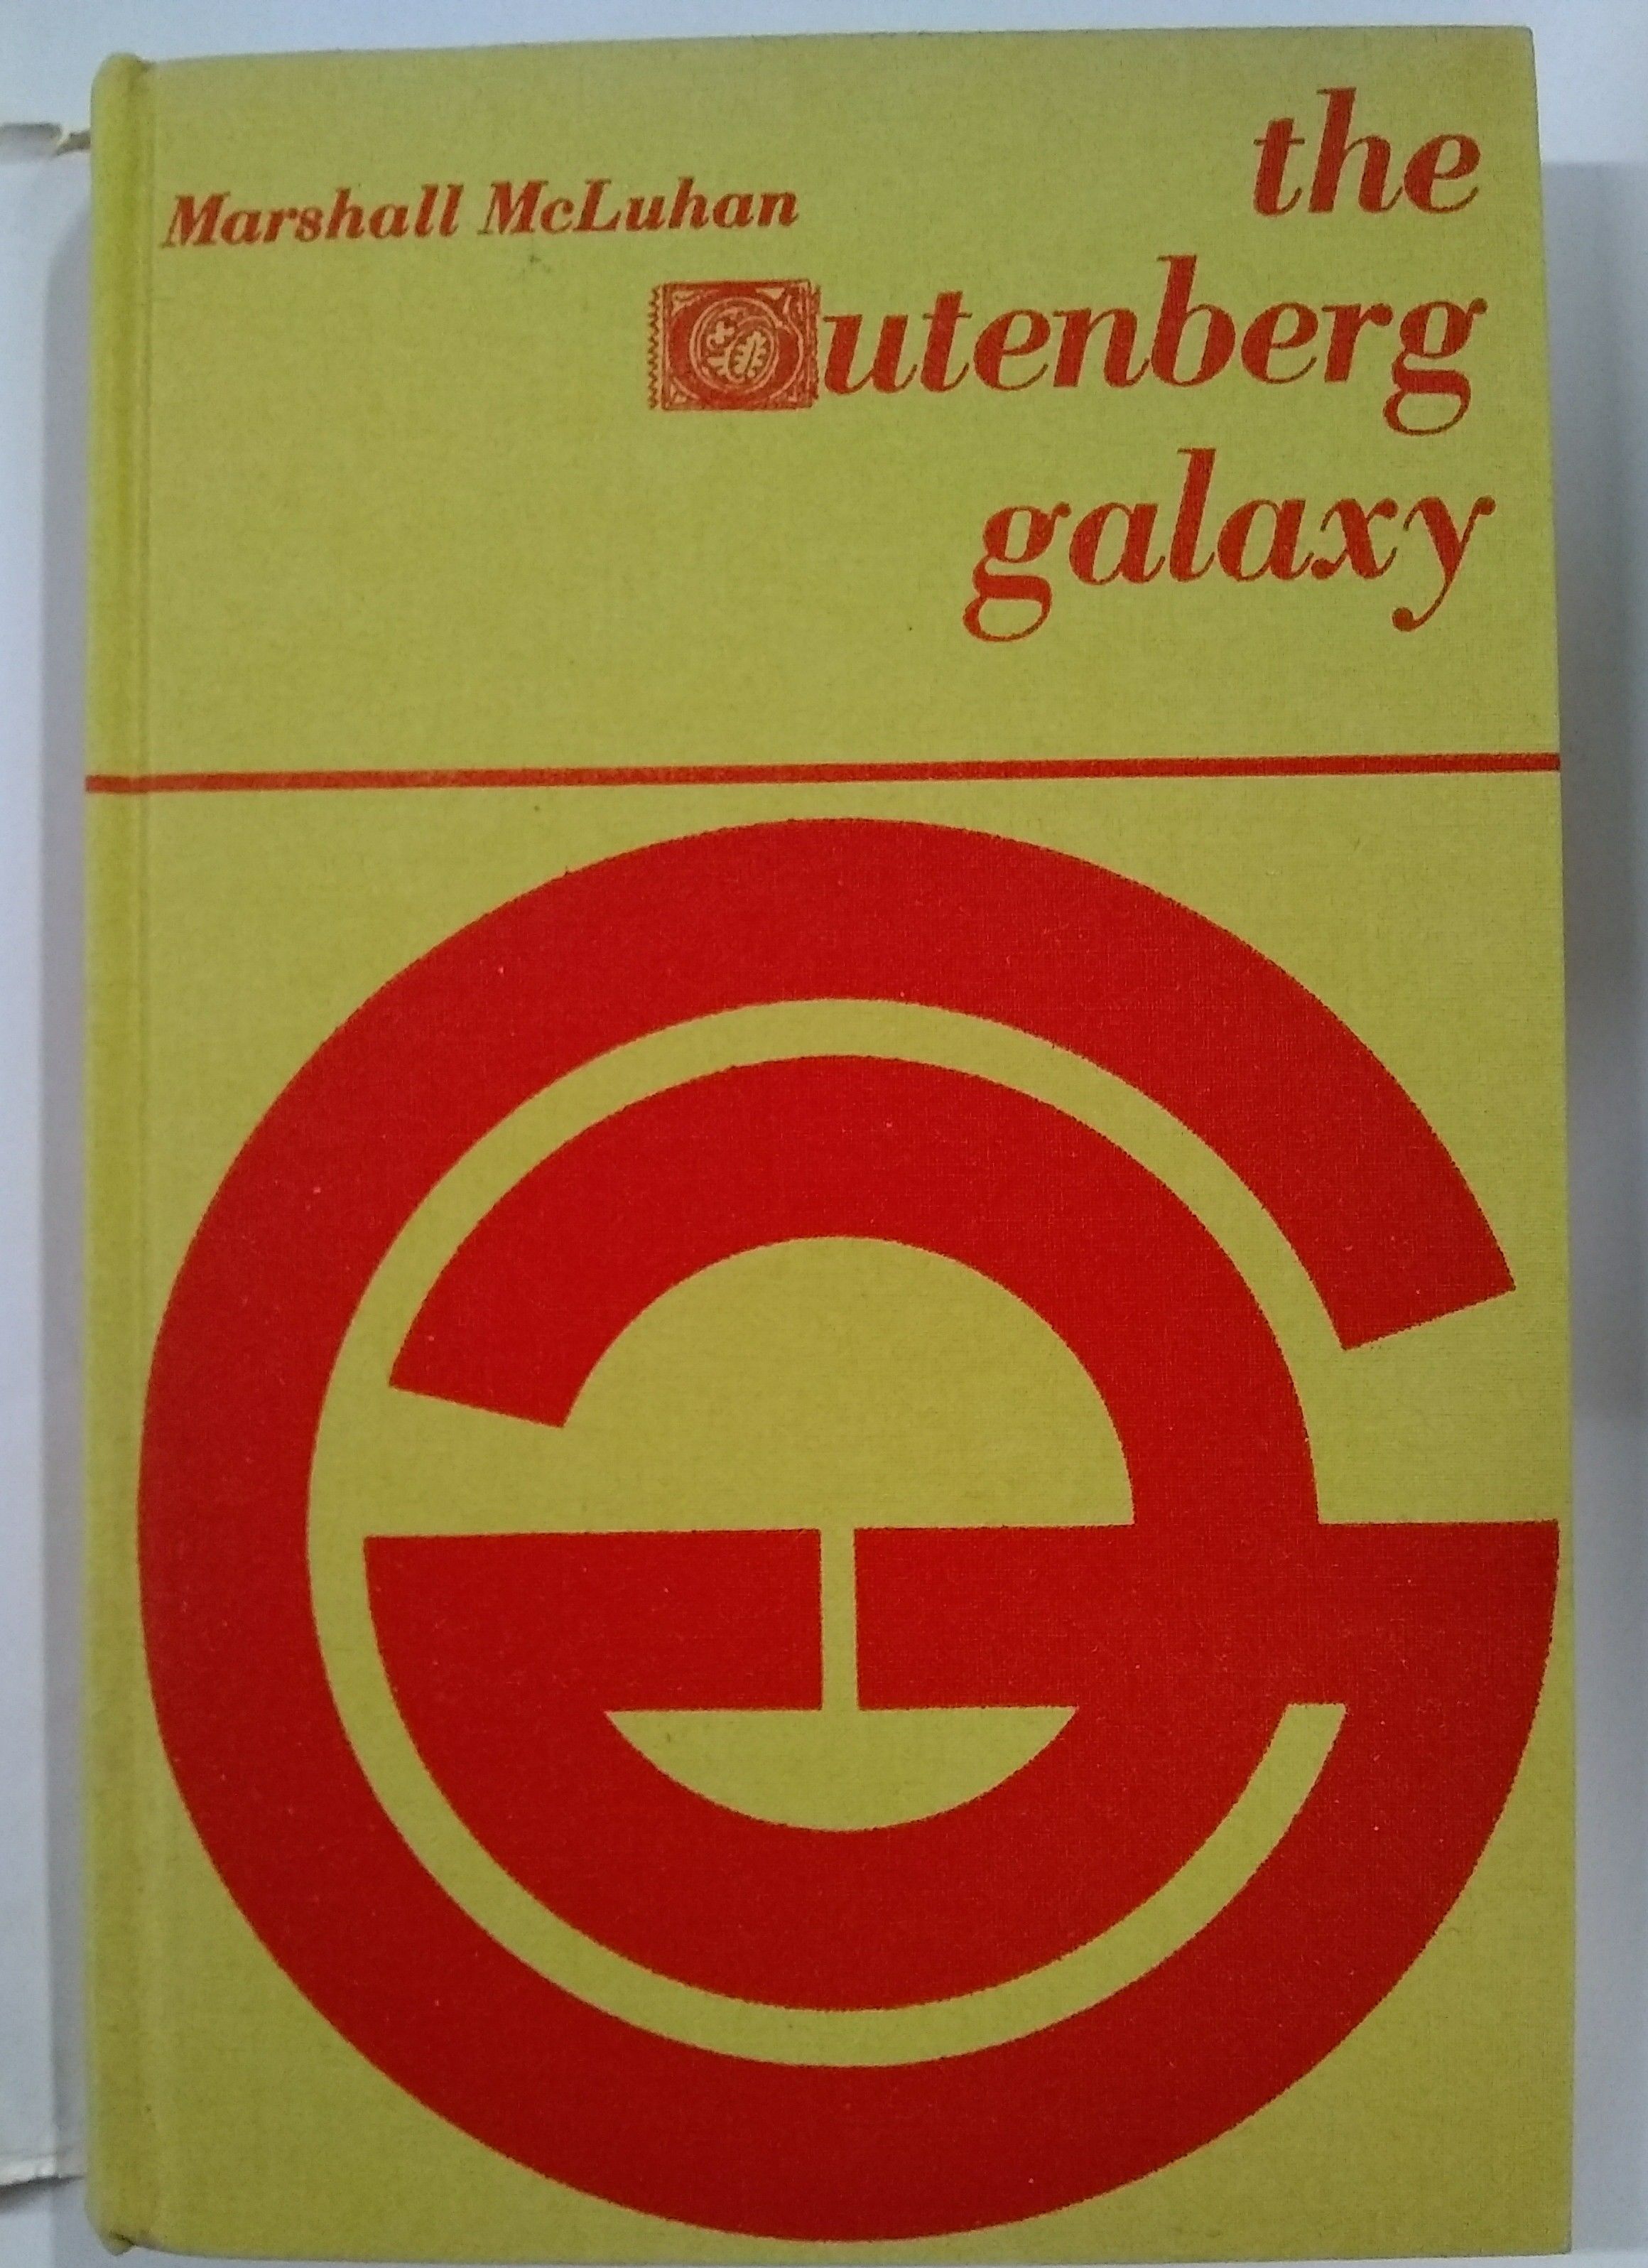 Marshall McLuhan
the
Gutenberg
galaxy